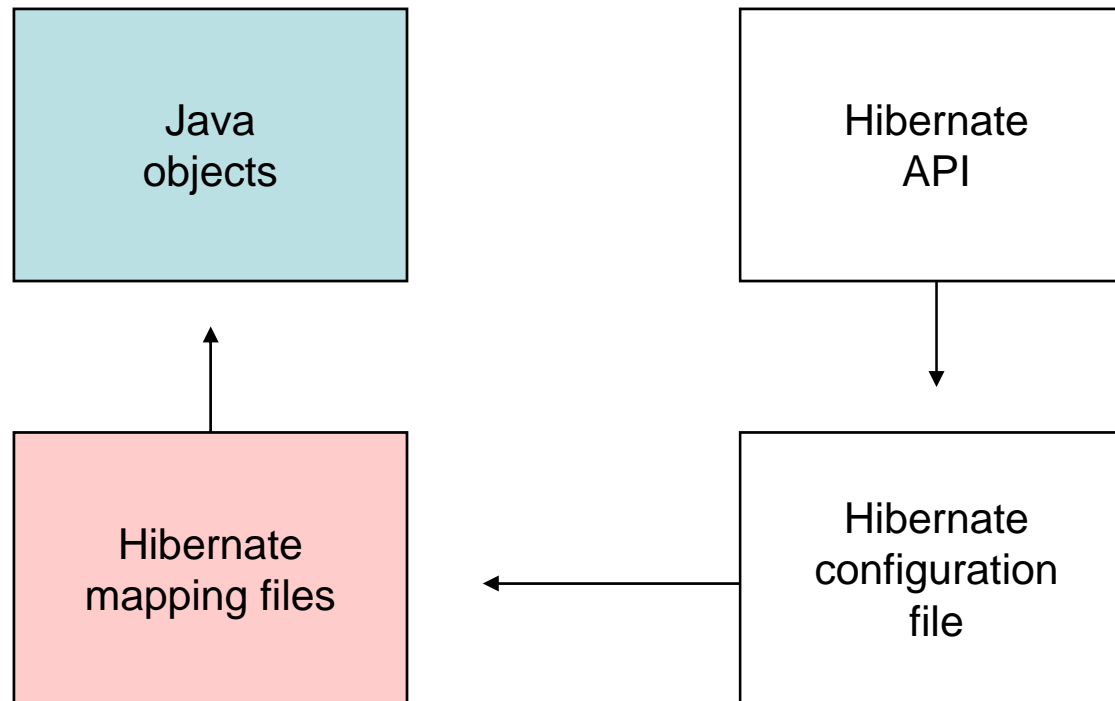 Java
objects
Hibernate
API
Hibernate
mapping files
Hibernate
configuration
file